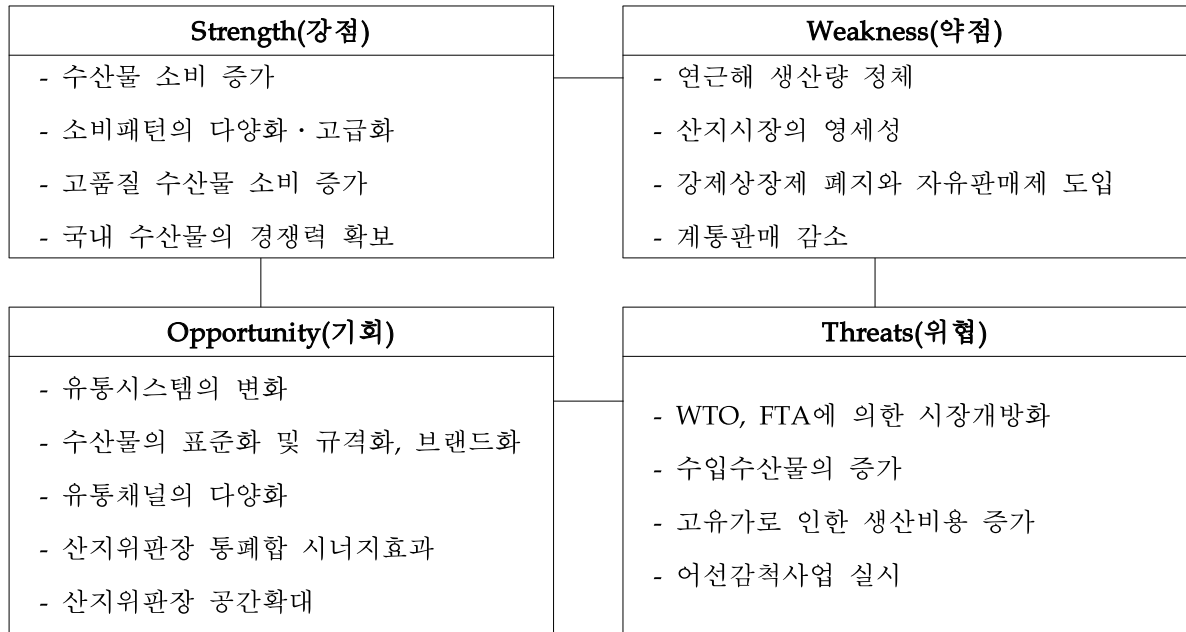 Strength(강점)
- 수산물 소비 증가
- 소비패턴의 다양화 · 고급화
- 고품질 수산물 소비 증가
- 국내 수산물의 경쟁력 확보
Weakness(약점)
- 연근해 생산량 정체
- 산지시장의 영세성
- 강제상장제 폐지와 자유판매제 도입
- 계통판매 감소
Opportunity(기회)
- 유통시스템의 변화
- 수산물의 표준화 및 규격화, 브랜드화
- 유통채널의 다양화
- 산지위판장 통폐합 시너지효과
- 산지위판장 공간확대
Threats(위협)
- WTO, FTA에 의한 시장개방화
- 수입수산물의 증가
- 고유가로 인한 생산비용 증가
- 어선감척사업 실시